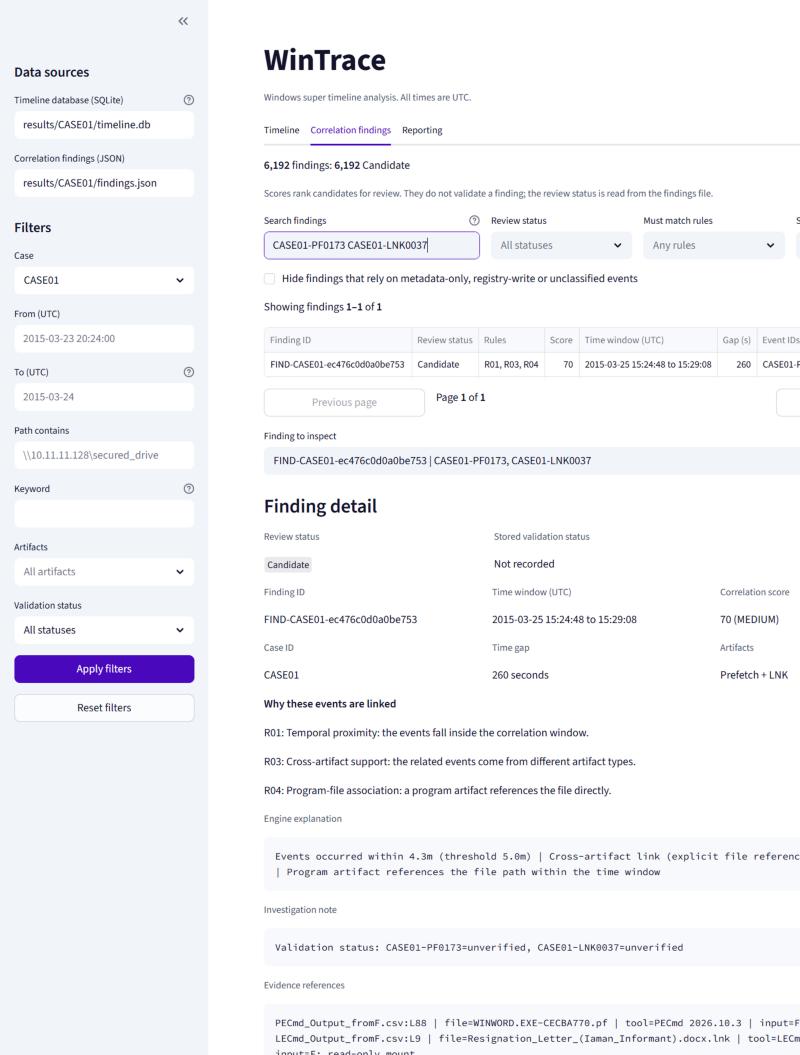 Data sources
Timeline database (SQLite)
results/CASE01/timeline.db
Correlation findings (JSON)
results/CASE01/findings.json
Filters
Case
CASE01
From (UTC)
2015-03-23 20:24:00
To (UTC)
2015-03-24
Path contains
\\10.11.11.128\secured_drive
Keyword
Artifacts
All artifacts
Validation status
All statuses
Apply filters
Reset filters
WinTrace
Windows super timeline analysis. All times are UTC.
Timeline Correlation findings Reporting
6,192 findings: 6,192 Candidate
Scores rank candidates for review. They do not validate a finding; the review status is read from the findings file.
Search findings Review status Must match rules S
CASE01-PF0173 CASE01-LNK0037 All statuses Any rules
Hide findings that rely on metadata-only, registry-write or unclassified events
Showing findings 1–1 of 1
Finding ID Review status Rules Score Time window (UTC) Gap (s) Event IDs
FIND-CASE01-ec476c0d0a0be753 Candidate R01, R03, R04 70 2015-03-25 15:24:48 to 15:29:08 260 CASE01-P
Previous page Page 1 of 1
Finding to inspect
FIND-CASE01-ec476c0d0a0be753 | CASE01-PF0173, CASE01-LNK0037
Finding detail
Review status Stored validation status
Candidate Not recorded
Finding ID Time window (UTC) Correlation score
FIND-CASE01-ec476c0d0a0be753 2015-03-25 15:24:48 to 15:29:08 70 (MEDIUM)
Case ID Time gap Artifacts
CASE01 260 seconds Prefetch + LNK
Why these events are linked
R01: Temporal proximity: the events fall inside the correlation window.
R03: Cross-artifact support: the related events come from different artifact types.
R04: Program-file association: a program artifact references the file directly.
Engine explanation
Events occurred within 4.3m (threshold 5.0m) | Cross-artifact link (explicit file referenc
| Program artifact references the file path within the time window
Investigation note
Validation status: CASE01-PF0173=unverified, CASE01-LNK0037=unverified
Evidence references
PECmd_Output_fromF.csv:L88 | file=WINWORD.EXE-CECBA770.pf | tool=PECmd 2026.10.3 | input=F
LECmd_Output_fromF.csv:L9 | file=Resignation_Letter_(Iaman_Informant).docx.lnk | tool=LECm
input=F: read-only mount